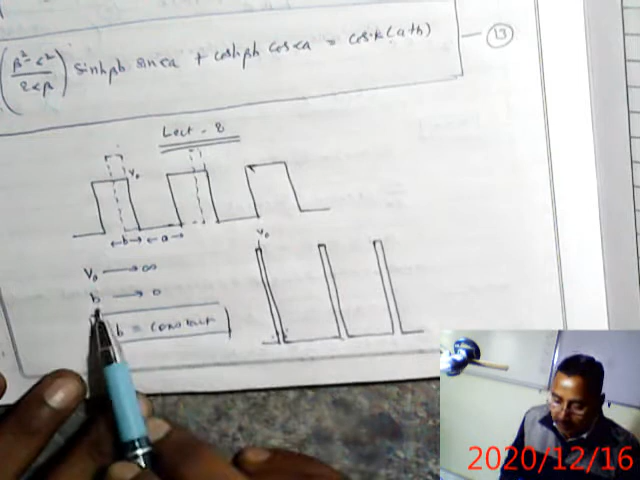 (β² - α² / 2αβ) sinhβb sinαa + coshβb cosαa = cos k(a+b) — (13)
Lect - 8
V₀
←b→←a→
V₀
V₀ → ∞
b → 0
b = constant
2020/12/16